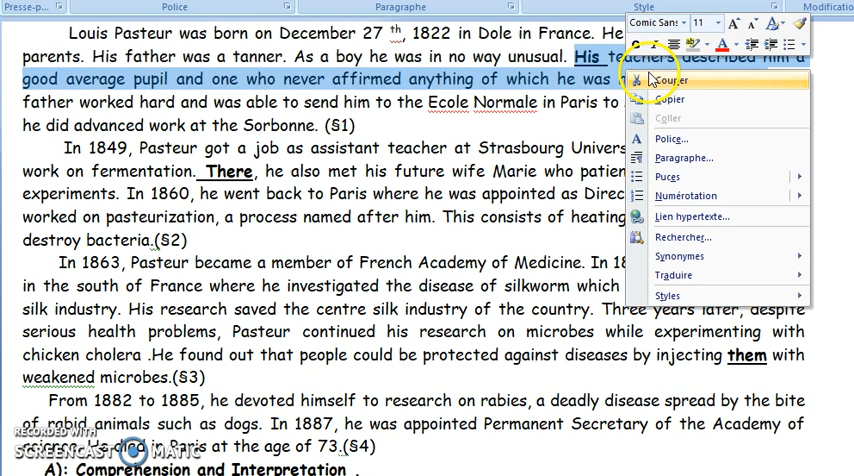 Presse-papiers
Police
Paragraphe
Style
Modification
Louis Pasteur was born on December 27 th, 1822 in Dole in France. He
parents. His father was a tanner. As a boy he was in no way unusual. His teachers described him a
good average pupil and one who never affirmed anything of which he was
father worked hard and was able to send him to the Ecole Normale in Paris to
he did advanced work at the Sorbonne. (§1)
In 1849, Pasteur got a job as assistant teacher at Strasbourg
work on fermentation. There, he also met his future wife Marie who
experiments. In 1860, he went back to Paris where he was appointed as
worked on pasteurization, a process named after him. This consists of heating
destroy bacteria.(§2)
In 1863, Pasteur became a member of French Academy of Medicine. In
in the south of France where he investigated the disease of silkworm which
silk industry. His research saved the centre silk industry of the country. Three years later, despite
serious health problems, Pasteur continued his research on microbes while experimenting with
chicken cholera .He found out that people could be protected against diseases by injecting them with
weakened microbes.(§3)
From 1882 to 1885, he devoted himself to research on rabies, a deadly disease spread by the bite
of rabid animals such as dogs. In 1887, he was appointed Permanent Secretary of the Academy of
science. He died in Paris at the age of 73.(§4)
A): Comprehension and Interpretation .
Comic Sans
11
A A A
G I
Couper
Copier
Coller
Police...
Paragraphe...
Puces
Numérotation
Lien hypertexte...
Rechercher...
Synonymes
Traduire
Styles
RECORDED WITH
SCREENCAST MATIC